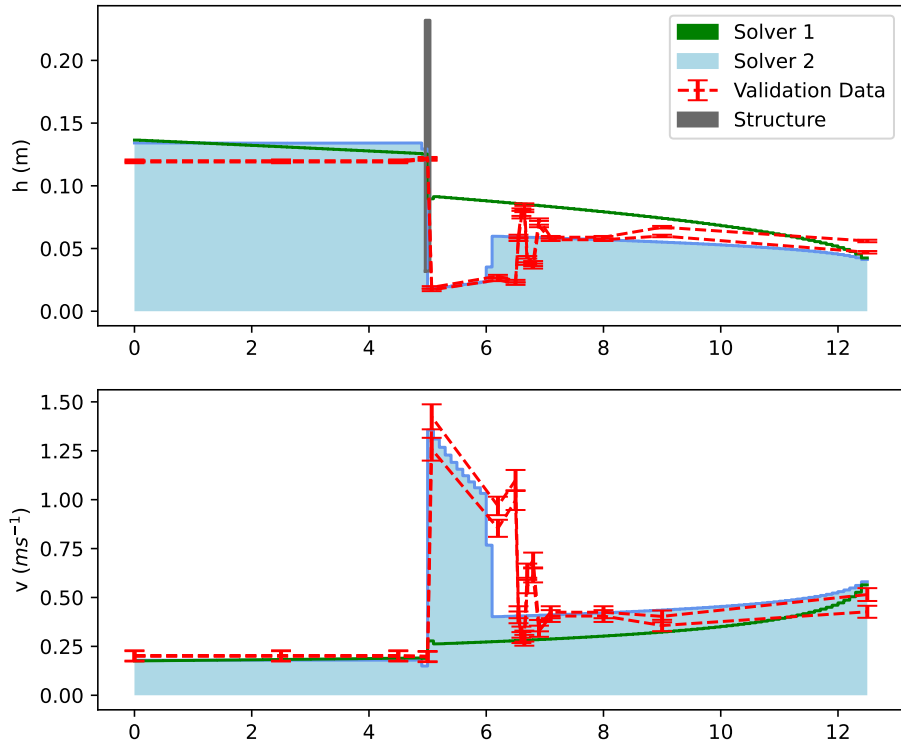 h (m)
0.20
0.15
0.10
0.05
0.00
Solver 1
Solver 2
Validation Data
Structure
0 2 4 6 8 10 12
v (ms⁻¹)
1.50
1.25
1.00
0.75
0.50
0.25
0.00
0 2 4 6 8 10 12